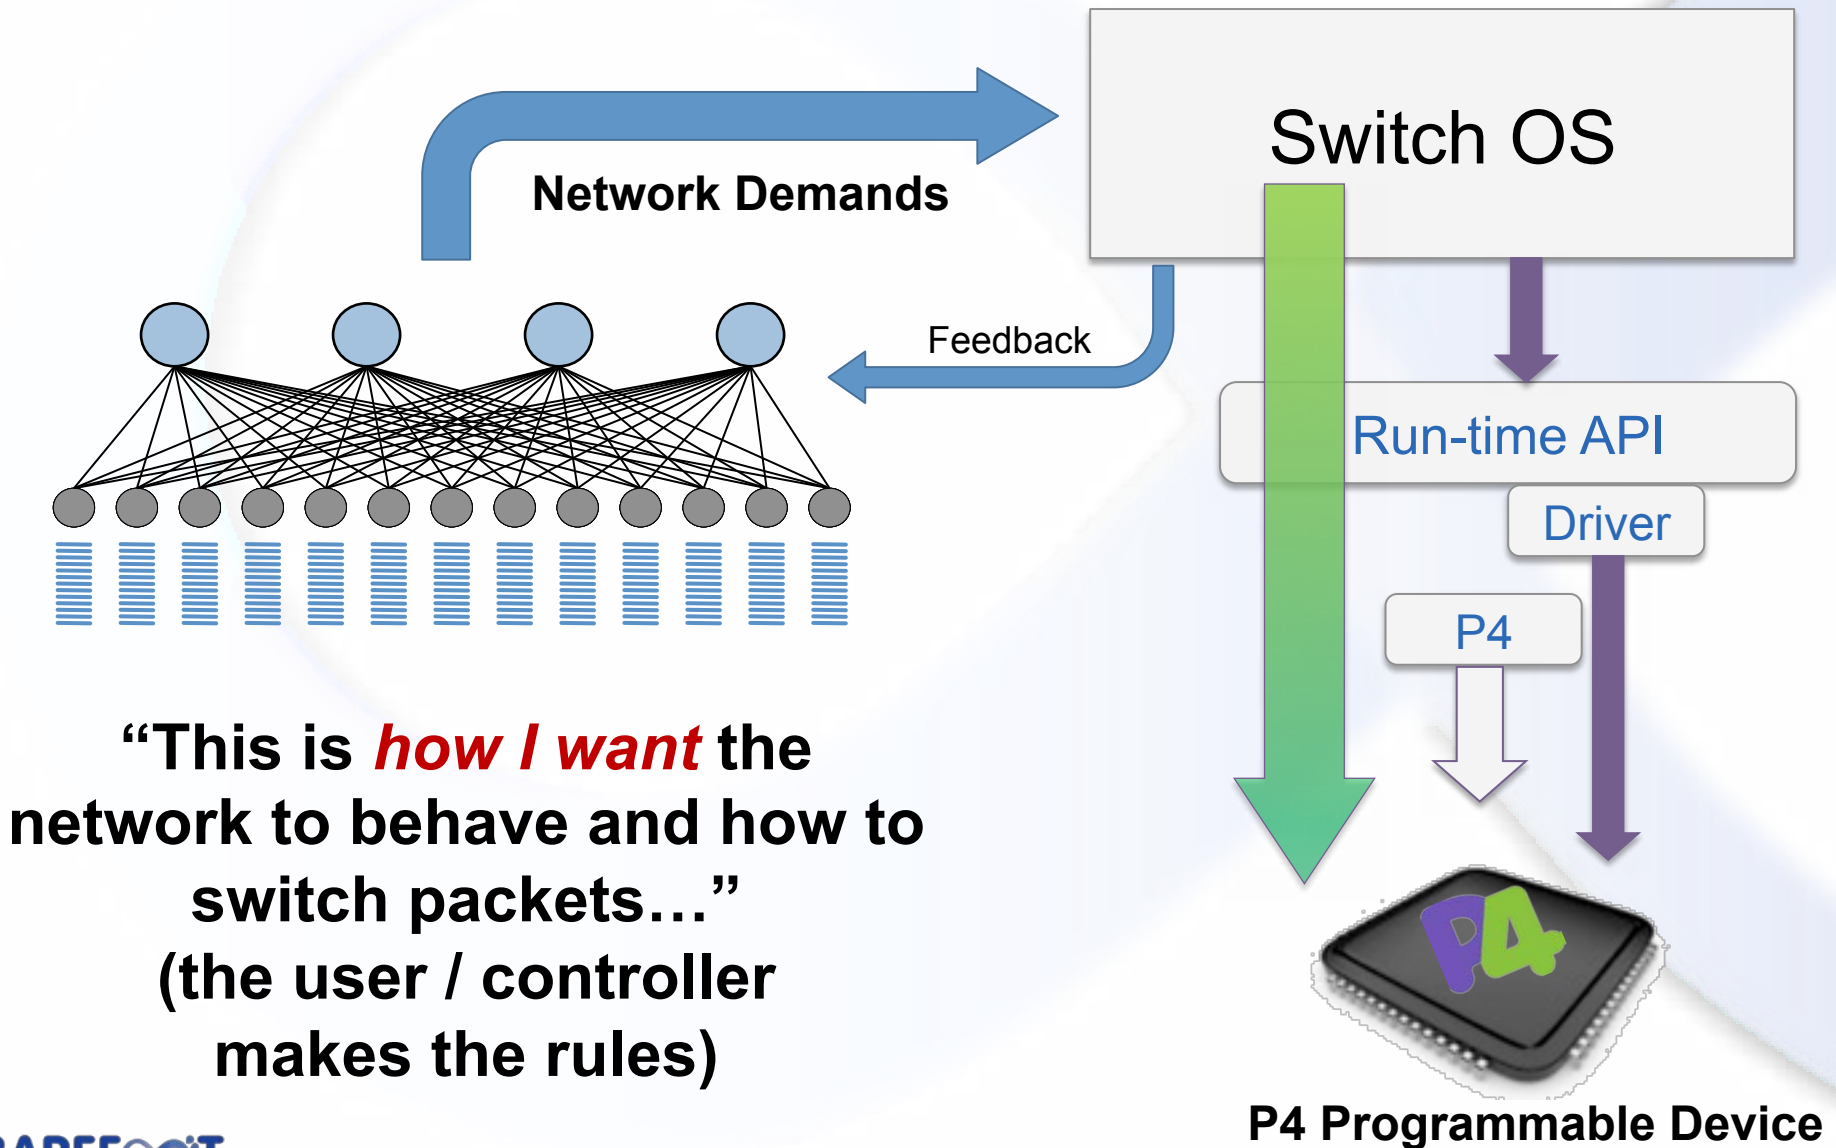 Switch OS
Network Demands
Feedback
Run-time API
Driver
P4
“This is how I want the
network to behave and how to
switch packets…”
(the user / controller
makes the rules)
P4
P4 Programmable Device